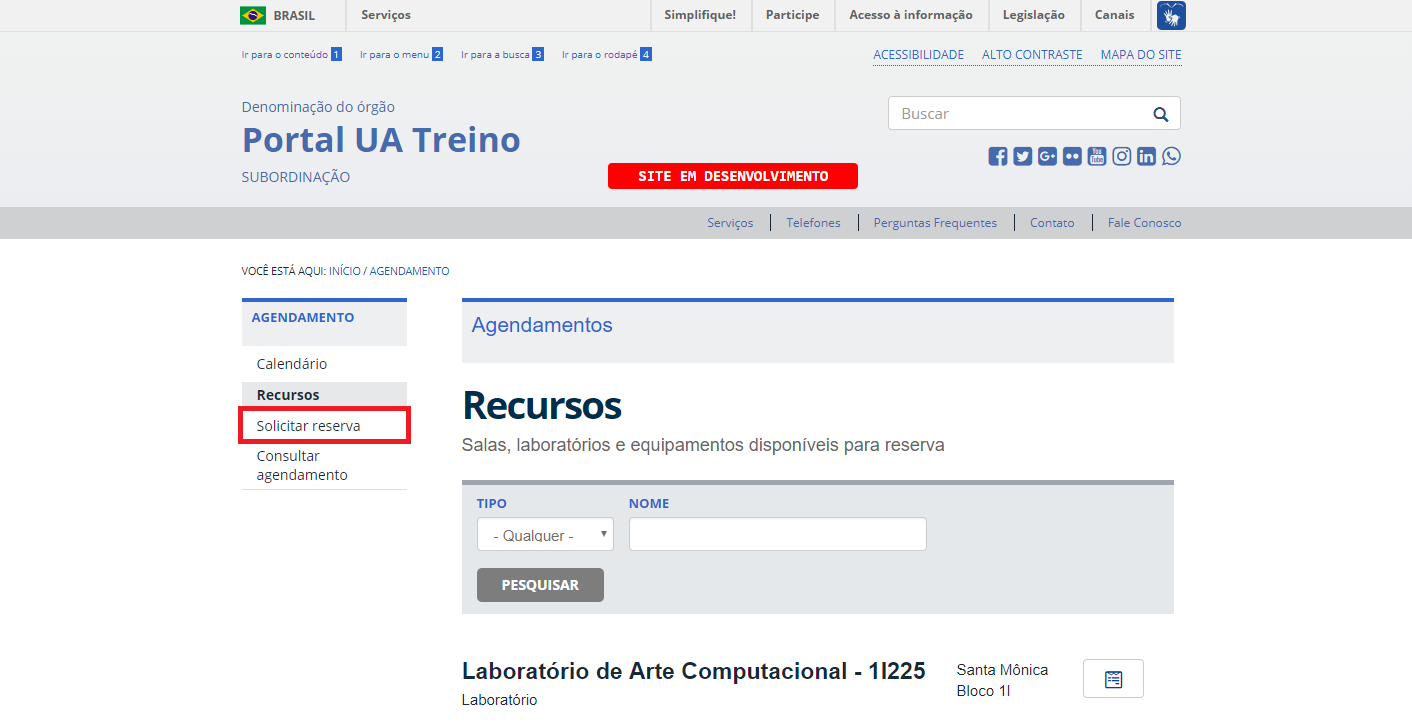 BRASIL
Serviços
Simplifique!
Participe
Acesso à informação
Legislação
Canais
Ir para o conteúdo 1
Ir para o menu 2
Ir para a busca 3
Ir para o rodapé 4
ACESSIBILIDADE
ALTO CONTRASTE
MAPA DO SITE
Denominação do órgão
Portal UA Treino
SUBORDINAÇÃO
Buscar
You Tube
SITE EM DESENVOLVIMENTO
Serviços
Telefones
Perguntas Frequentes
Contato
Fale Conosco
VOCÊ ESTÁ AQUI: INÍCIO / AGENDAMENTO
AGENDAMENTO
Calendário
Recursos
Solicitar reserva
Consultar
agendamento
Agendamentos
Recursos
Salas, laboratórios e equipamentos disponíveis para reserva
TIPO
NOME
- Qualquer -
PESQUISAR
Laboratório de Arte Computacional - 1I225
Laboratório
Santa Mônica
Bloco 1I